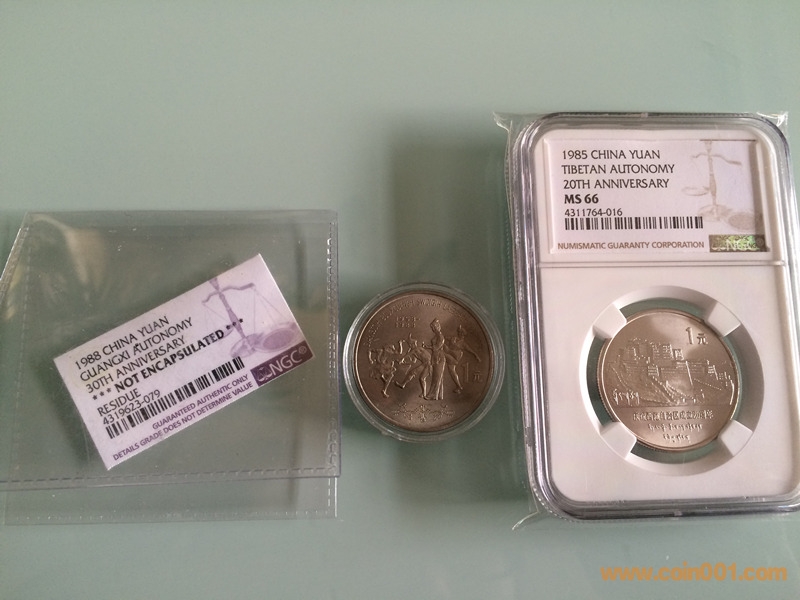 1988 CHINA YUAN
GUANGXI AUTONOMY
30TH ANNIVERSARY
*** NOT ENCAPSULATED ***
RESIDUE
4319623-079
NGC®
GUARANTEED AUTHENTIC ONLY
DETAILS GRADE DOES NOT DETERMINE VALUE
1元
1985 CHINA YUAN
TIBETAN AUTONOMY
20TH ANNIVERSARY
MS 66
4311764-016
NUMISMATIC GUARANTY CORPORATION
NGC
1元
www.coin001.com